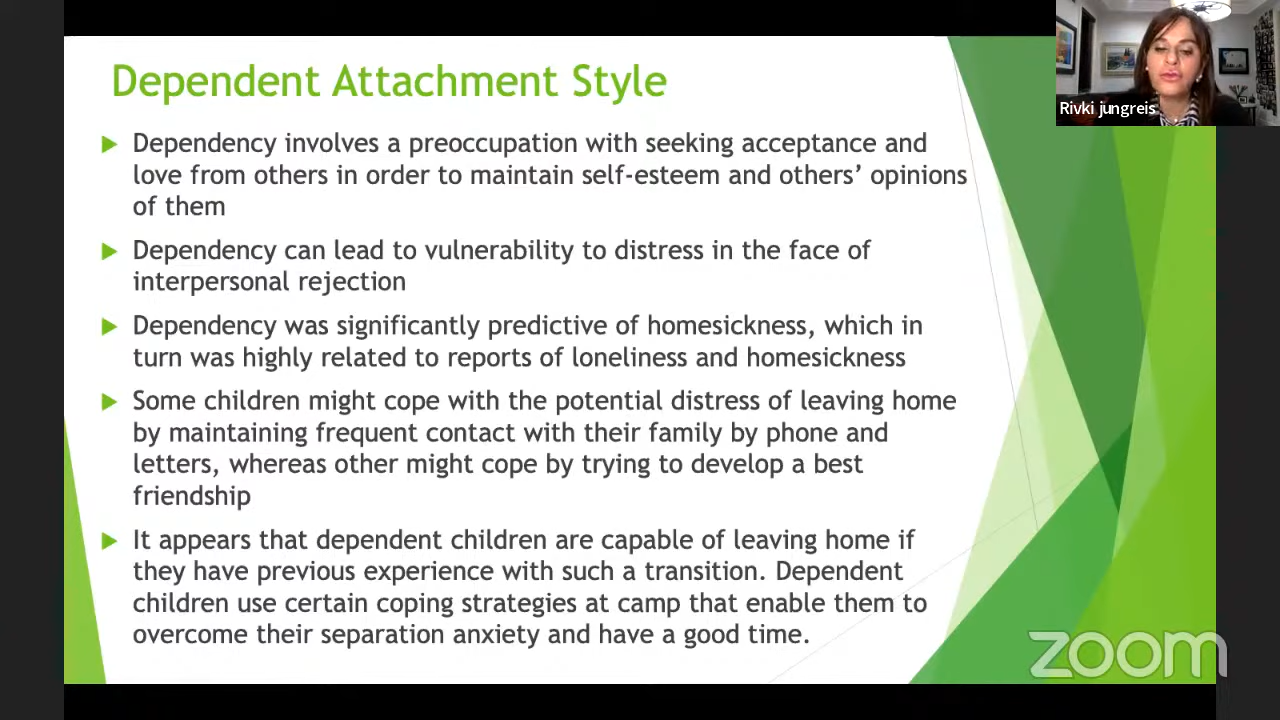 Dependent Attachment Style
Dependency involves a preoccupation with seeking acceptance and
love from others in order to maintain self-esteem and others’ opinions
of them
Dependency can lead to vulnerability to distress in the face of
interpersonal rejection
Dependency was significantly predictive of homesickness, which in
turn was highly related to reports of loneliness and homesickness
Some children might cope with the potential distress of leaving home
by maintaining frequent contact with their family by phone and
letters, whereas other might cope by trying to develop a best
friendship
It appears that dependent children are capable of leaving home if
they have previous experience with such a transition. Dependent
children use certain coping strategies at camp that enable them to
overcome their separation anxiety and have a good time.
Rivki jungreis
zoom